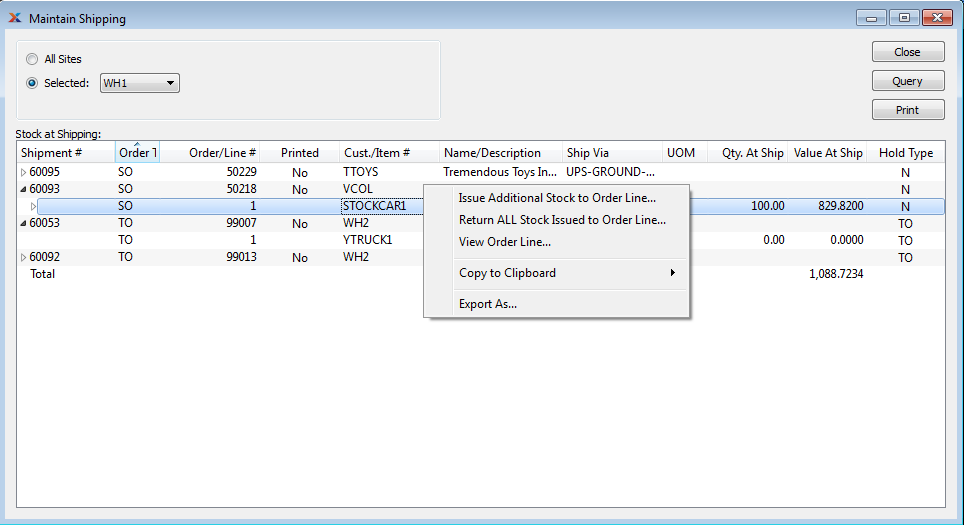 Maintain Shipping
All Sites
Selected: WH1
Close
Query
Print
Stock at Shipping:
Shipment # Order T Order/Line # Printed Cust./Item # Name/Description Ship Via UOM Qty. At Ship Value At Ship Hold Type
60095 SO 50229 No TTOYS Tremendous Toys In... UPS-GROUND-... N
60093 SO 50218 No VCOL N
SO 1 STOCKCAR1 100.00 829.8200 N
60053 TO 99007 No WH2 TO
TO 1 YTRUCK1 0.00 0.0000 TO
60092 TO 99013 No WH2 TO
Total 1,088.7234
Issue Additional Stock to Order Line...
Return ALL Stock Issued to Order Line...
View Order Line...
Copy to Clipboard
Export As...